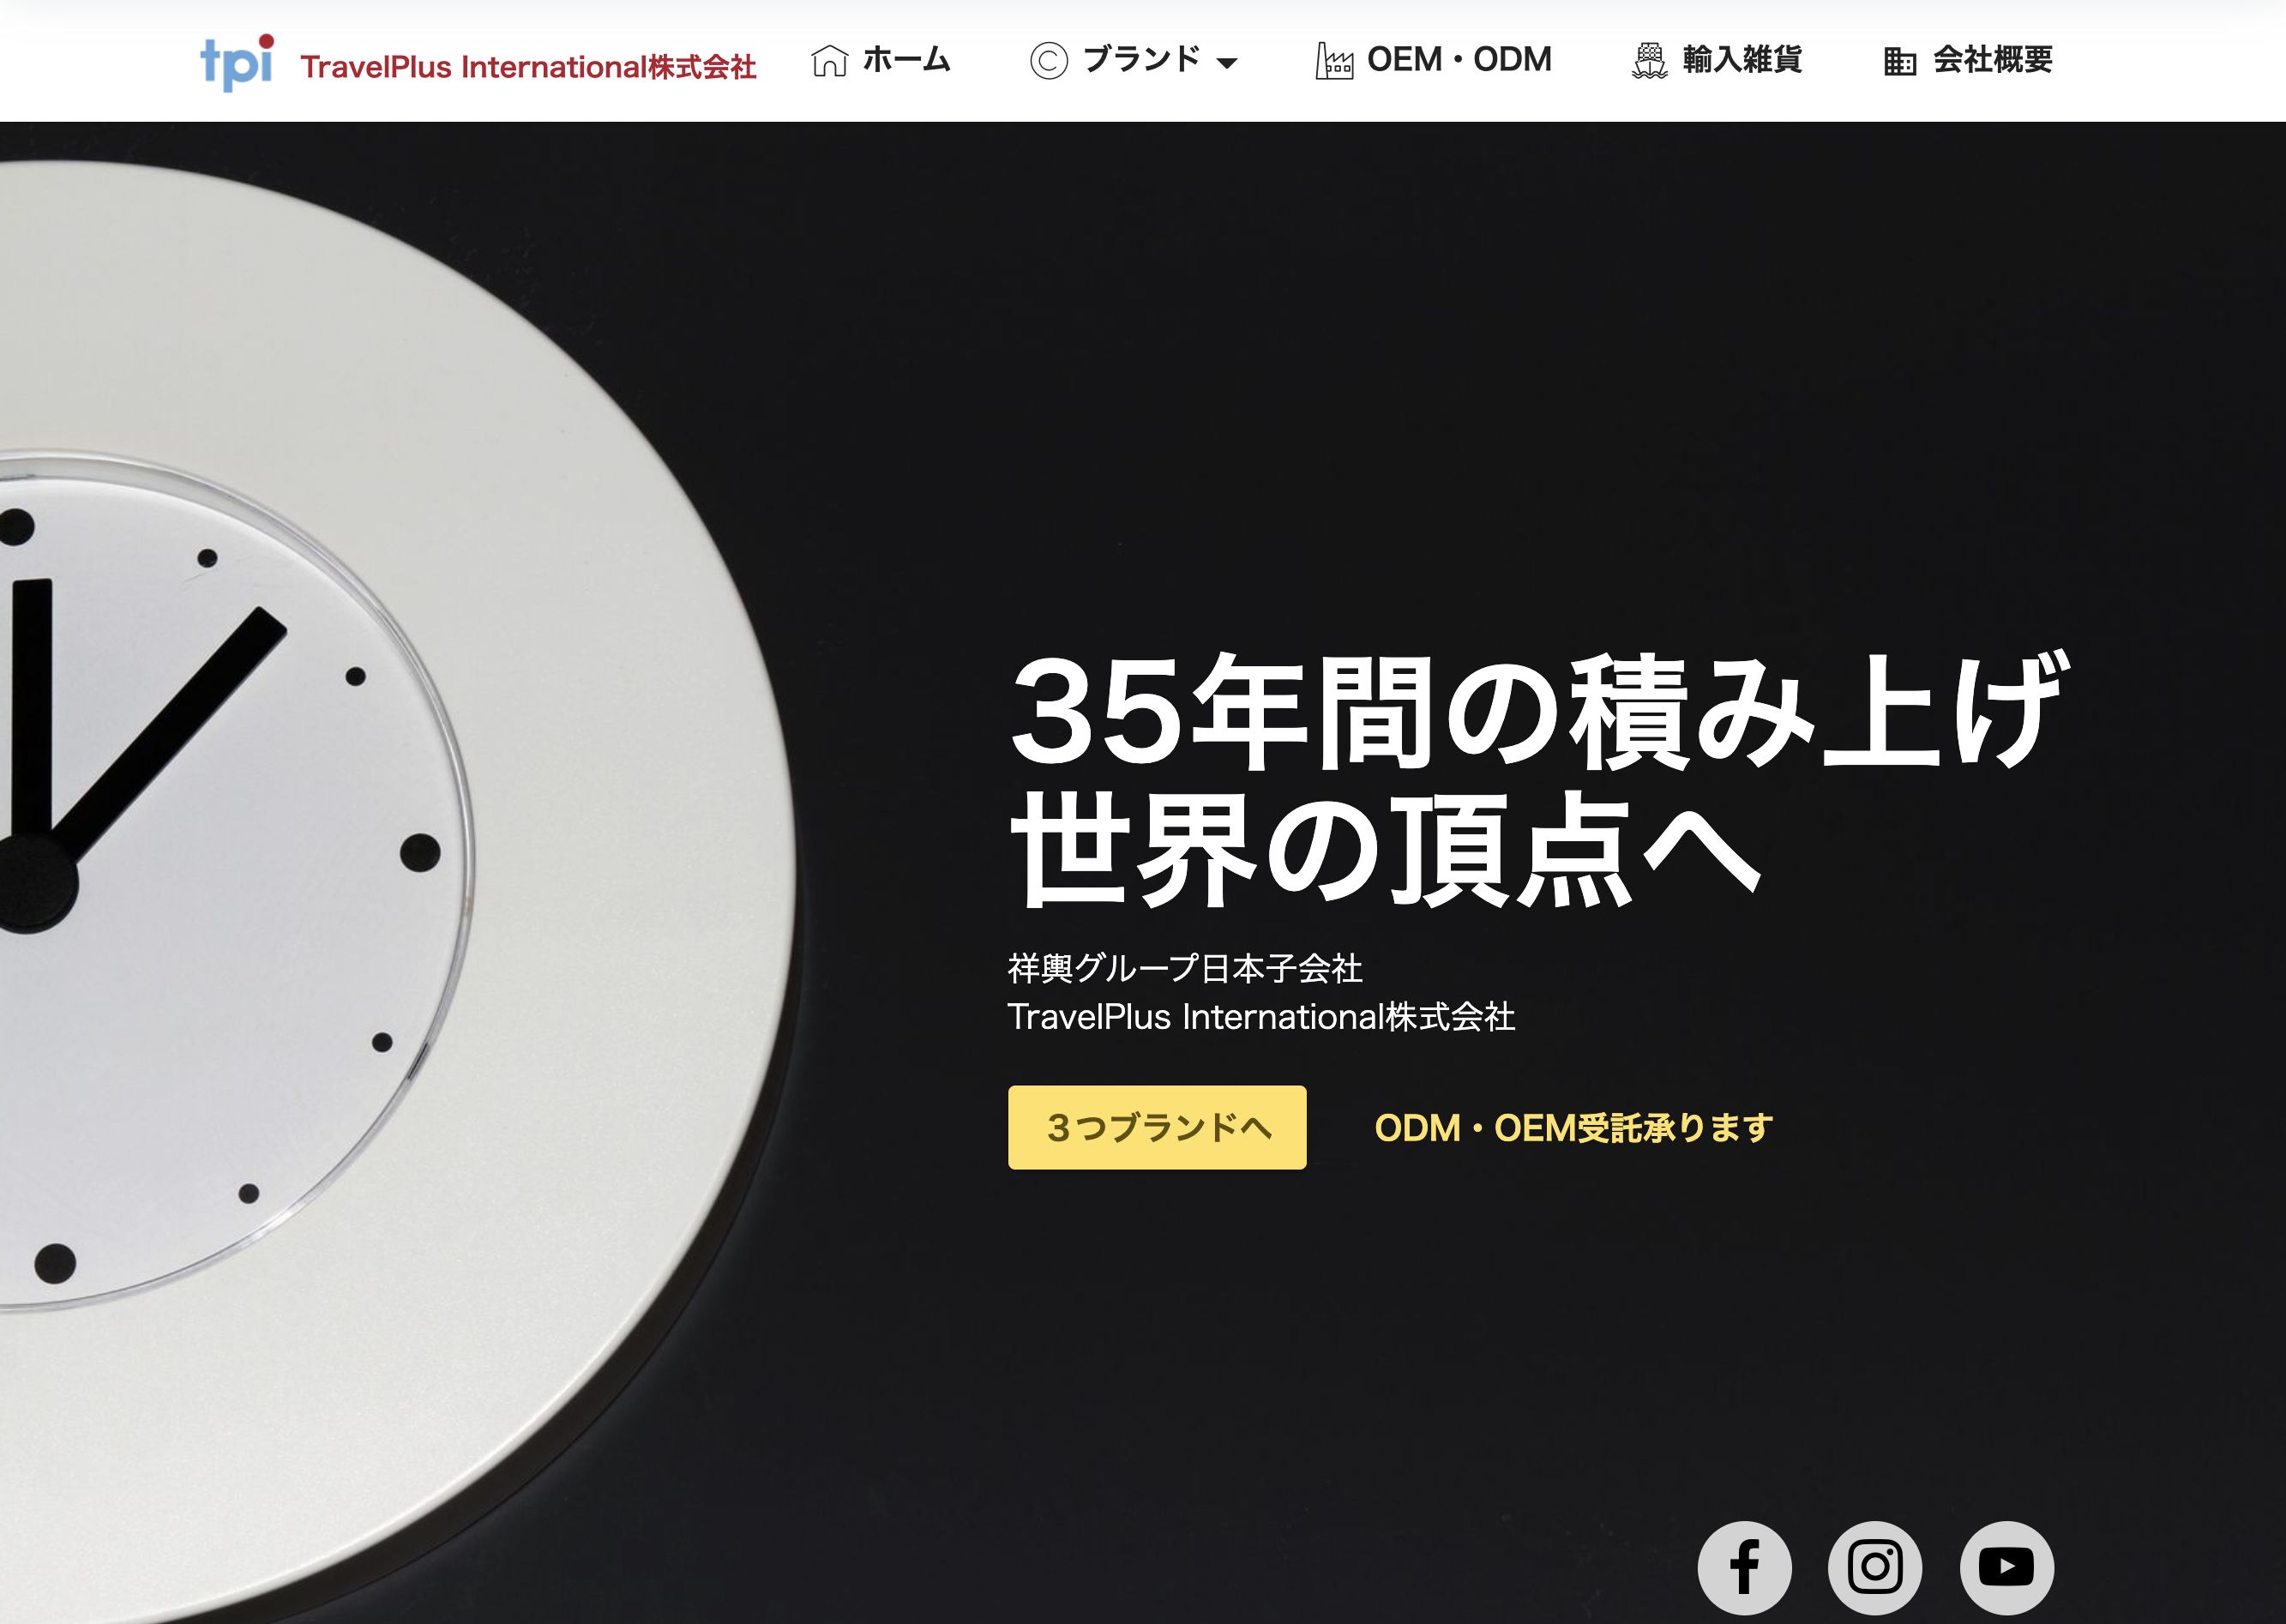 tpi
TravelPlus International株式会社
ホーム
ブランド
OEM・ODM
輸入雑貨
会社概要
35年間の積み上げ
世界の頂点へ
祥輿グループ日本子会社
TravelPlus International株式会社
３つブランドへ
ODM・OEM受託承ります